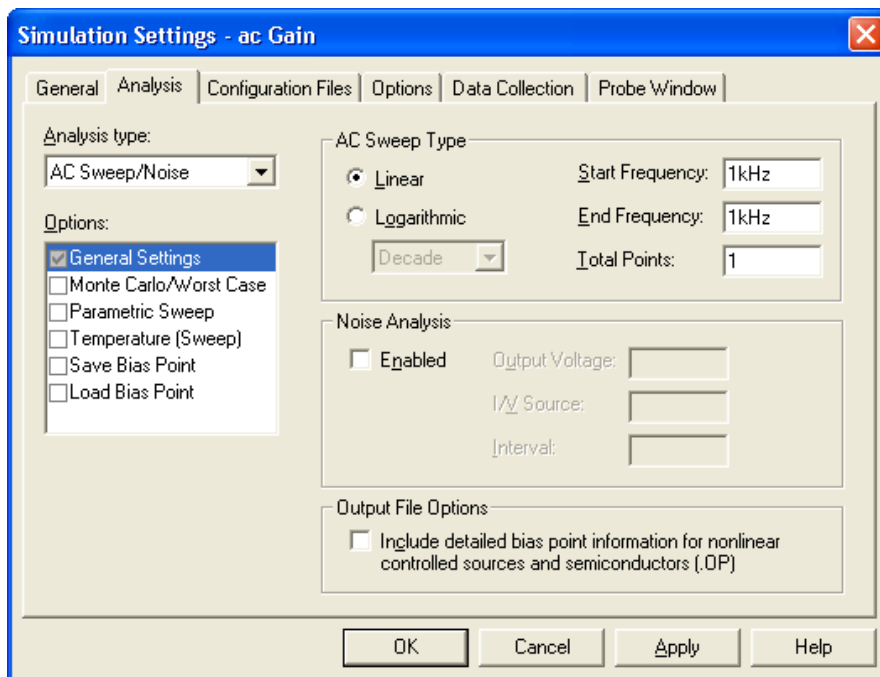 Simulation Settings - ac Gain
General Analysis Configuration Files Options Data Collection Probe Window
Analysis type:
AC Sweep/Noise
Options:
General Settings
Monte Carlo/Worst Case
Parametric Sweep
Temperature (Sweep)
Save Bias Point
Load Bias Point
AC Sweep Type
Linear
Logarithmic
Decade
Start Frequency: 1kHz
End Frequency: 1kHz
Total Points: 1
Noise Analysis
Enabled
Output Voltage:
I/V Source:
Interval:
Output File Options
Include detailed bias point information for nonlinear
controlled sources and semiconductors (.OP)
OK Cancel Apply Help